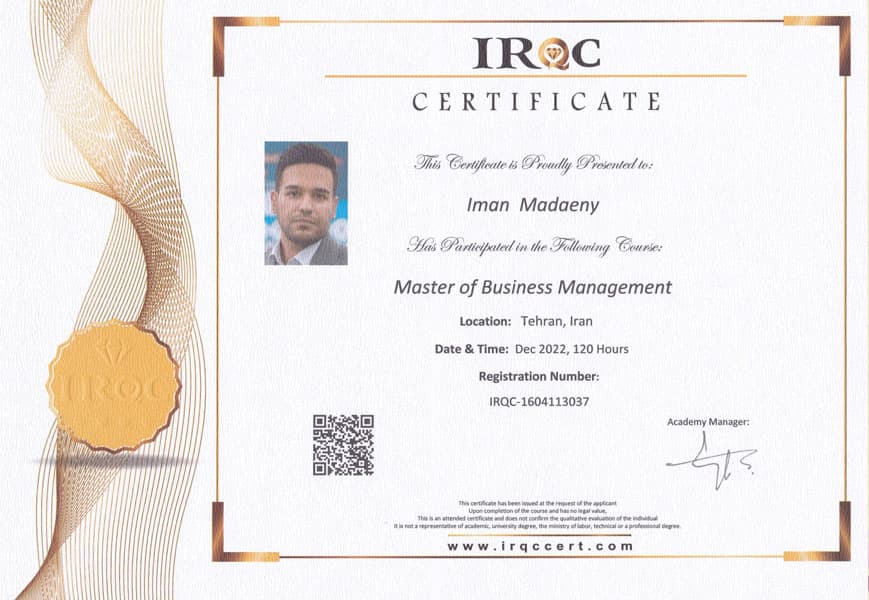 IRQC
CERTIFICATE
This Certificate is Proudly Presented to:
Iman Madaeny
Has Participated in the Following Course:
Master of Business Management
Location: Tehran, Iran
Date & Time: Dec 2022, 120 Hours
Registration Number:
IRQC-1604113037
Academy Manager:
IRQC
This certificate has been issued at the request of the applicant
Upon completion of the course and has no legal value,
This is an attended certificate and does not confirm the qualitative evaluation of the individual
It is not a representative of academic, university degree, the ministry of labor, technical or a professional degree.
www.irqccert.com